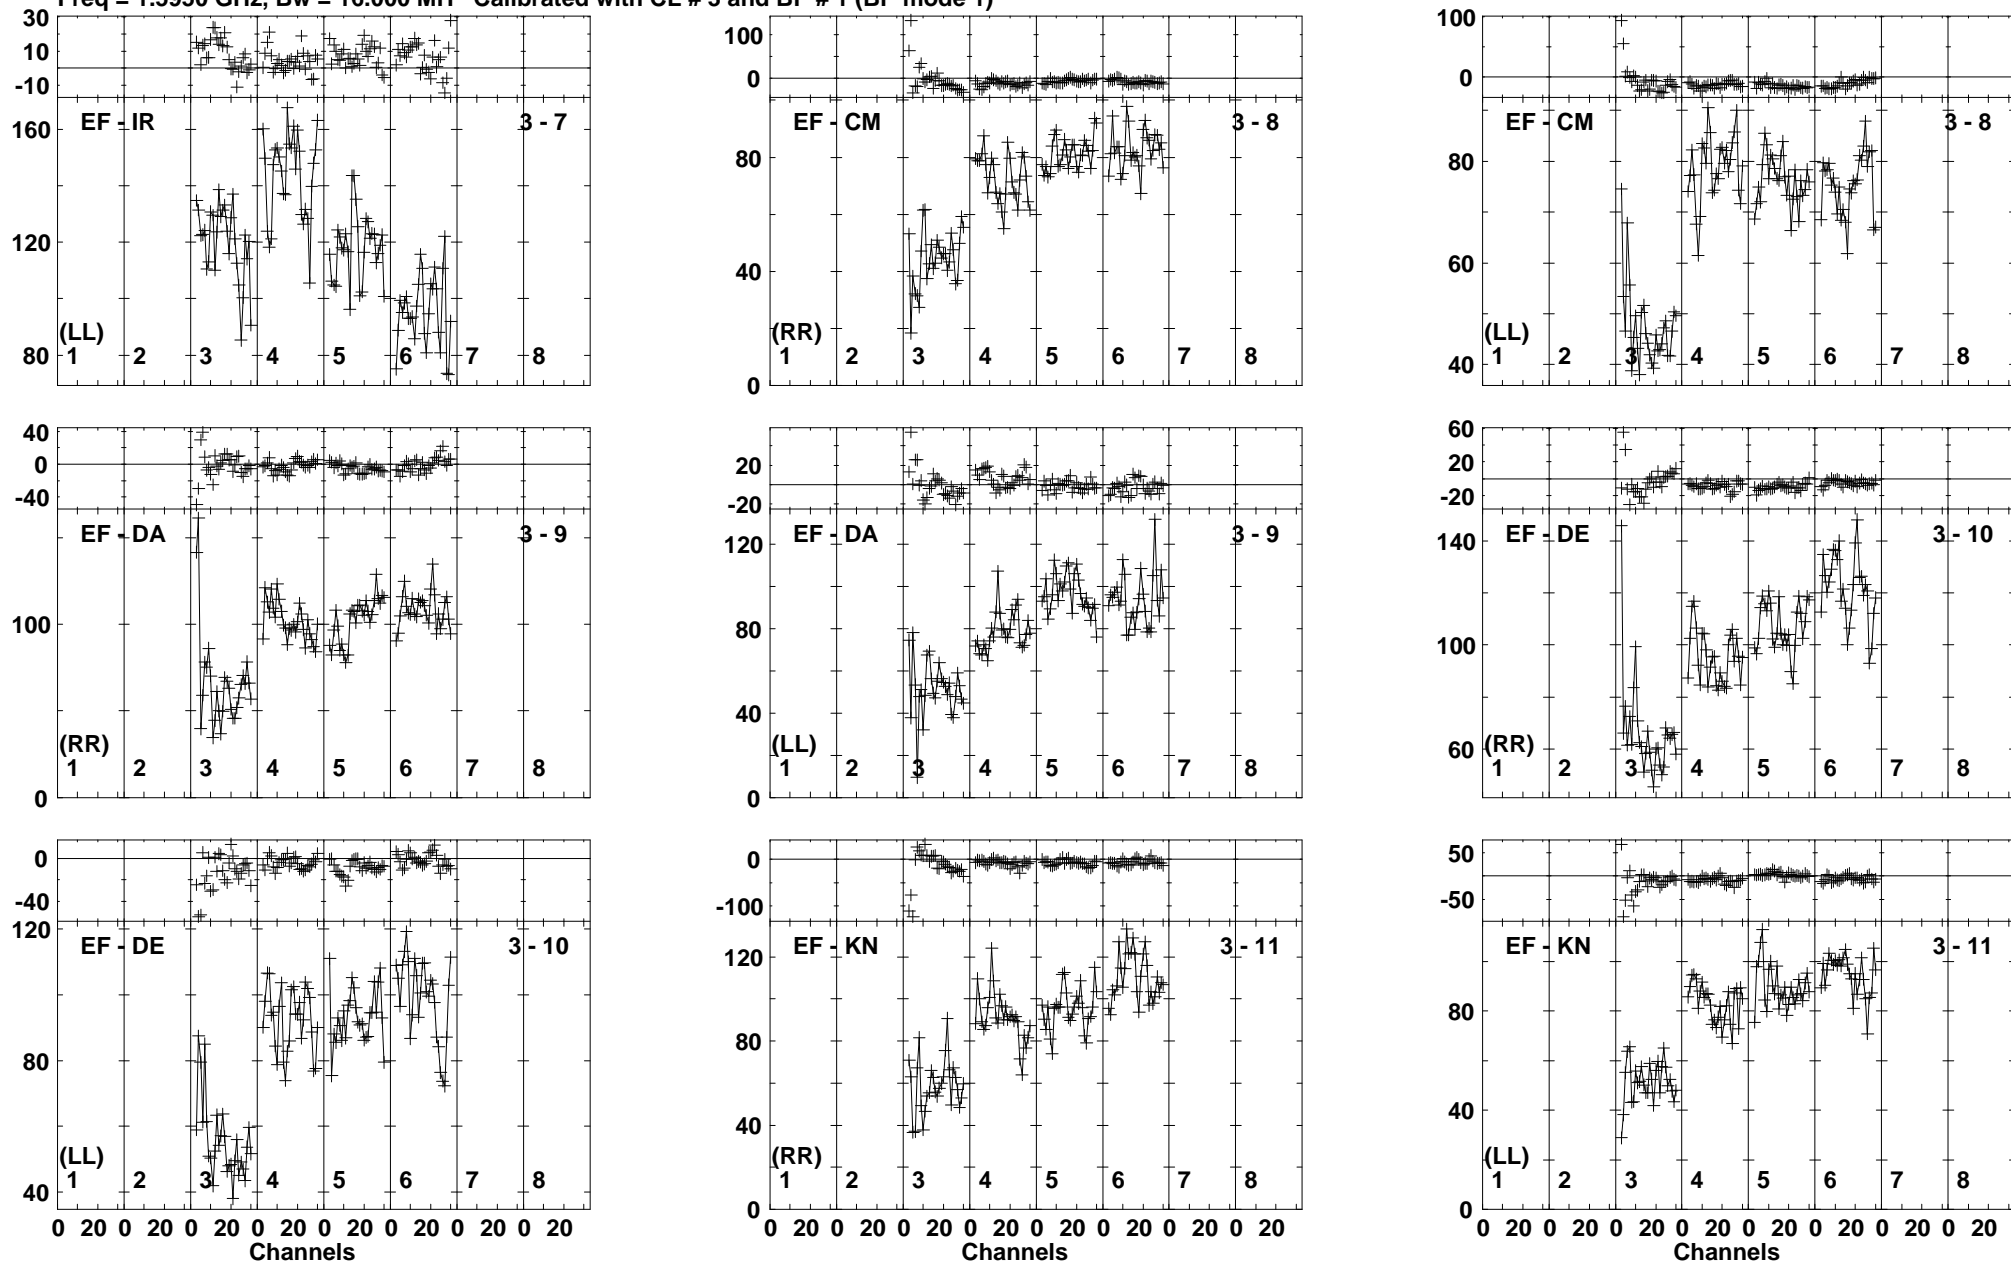 Calibrated with CL # 3 and BP # 1 (BP mode 1)
30 10 -10
EF - IR 3 - 7
160 120 80
(LL)
1 2 3 4 5 6 7 8
100 0
EF - CM 3 - 8
80 40 0
(RR)
1 2 3 4 5 6 7 8
100 0
EF - CM 3 - 8
80 60 40
(LL)
1 2 3 4 5 6 7 8
40 0 -40
EF - DA 3 - 9
100 0
(RR)
1 2 3 4 5 6 7 8
20 -20
EF - DA 3 - 9
120 80 40 0
(LL)
1 2 3 4 5 6 7 8
60 20 -20
EF - DE 3 - 10
140 100 60
(RR)
1 2 3 4 5 6 7 8
0 -40
EF - DE 3 - 10
120 80 40
(LL)
1 2 3 4 5 6 7 8
0 20 0 20 0 20 0 20 0 20 0 20 0 20 0 20
Channels
0 -100
EF - KN 3 - 11
120 80 40 0
(RR)
1 2 3 4 5 6 7 8
0 20 0 20 0 20 0 20 0 20 0 20 0 20 0 20
Channels
50 -50
EF - KN 3 - 11
80 40 0
(LL)
1 2 3 4 5 6 7 8
0 20 0 20 0 20 0 20 0 20 0 20 0 20 0 20
Channels